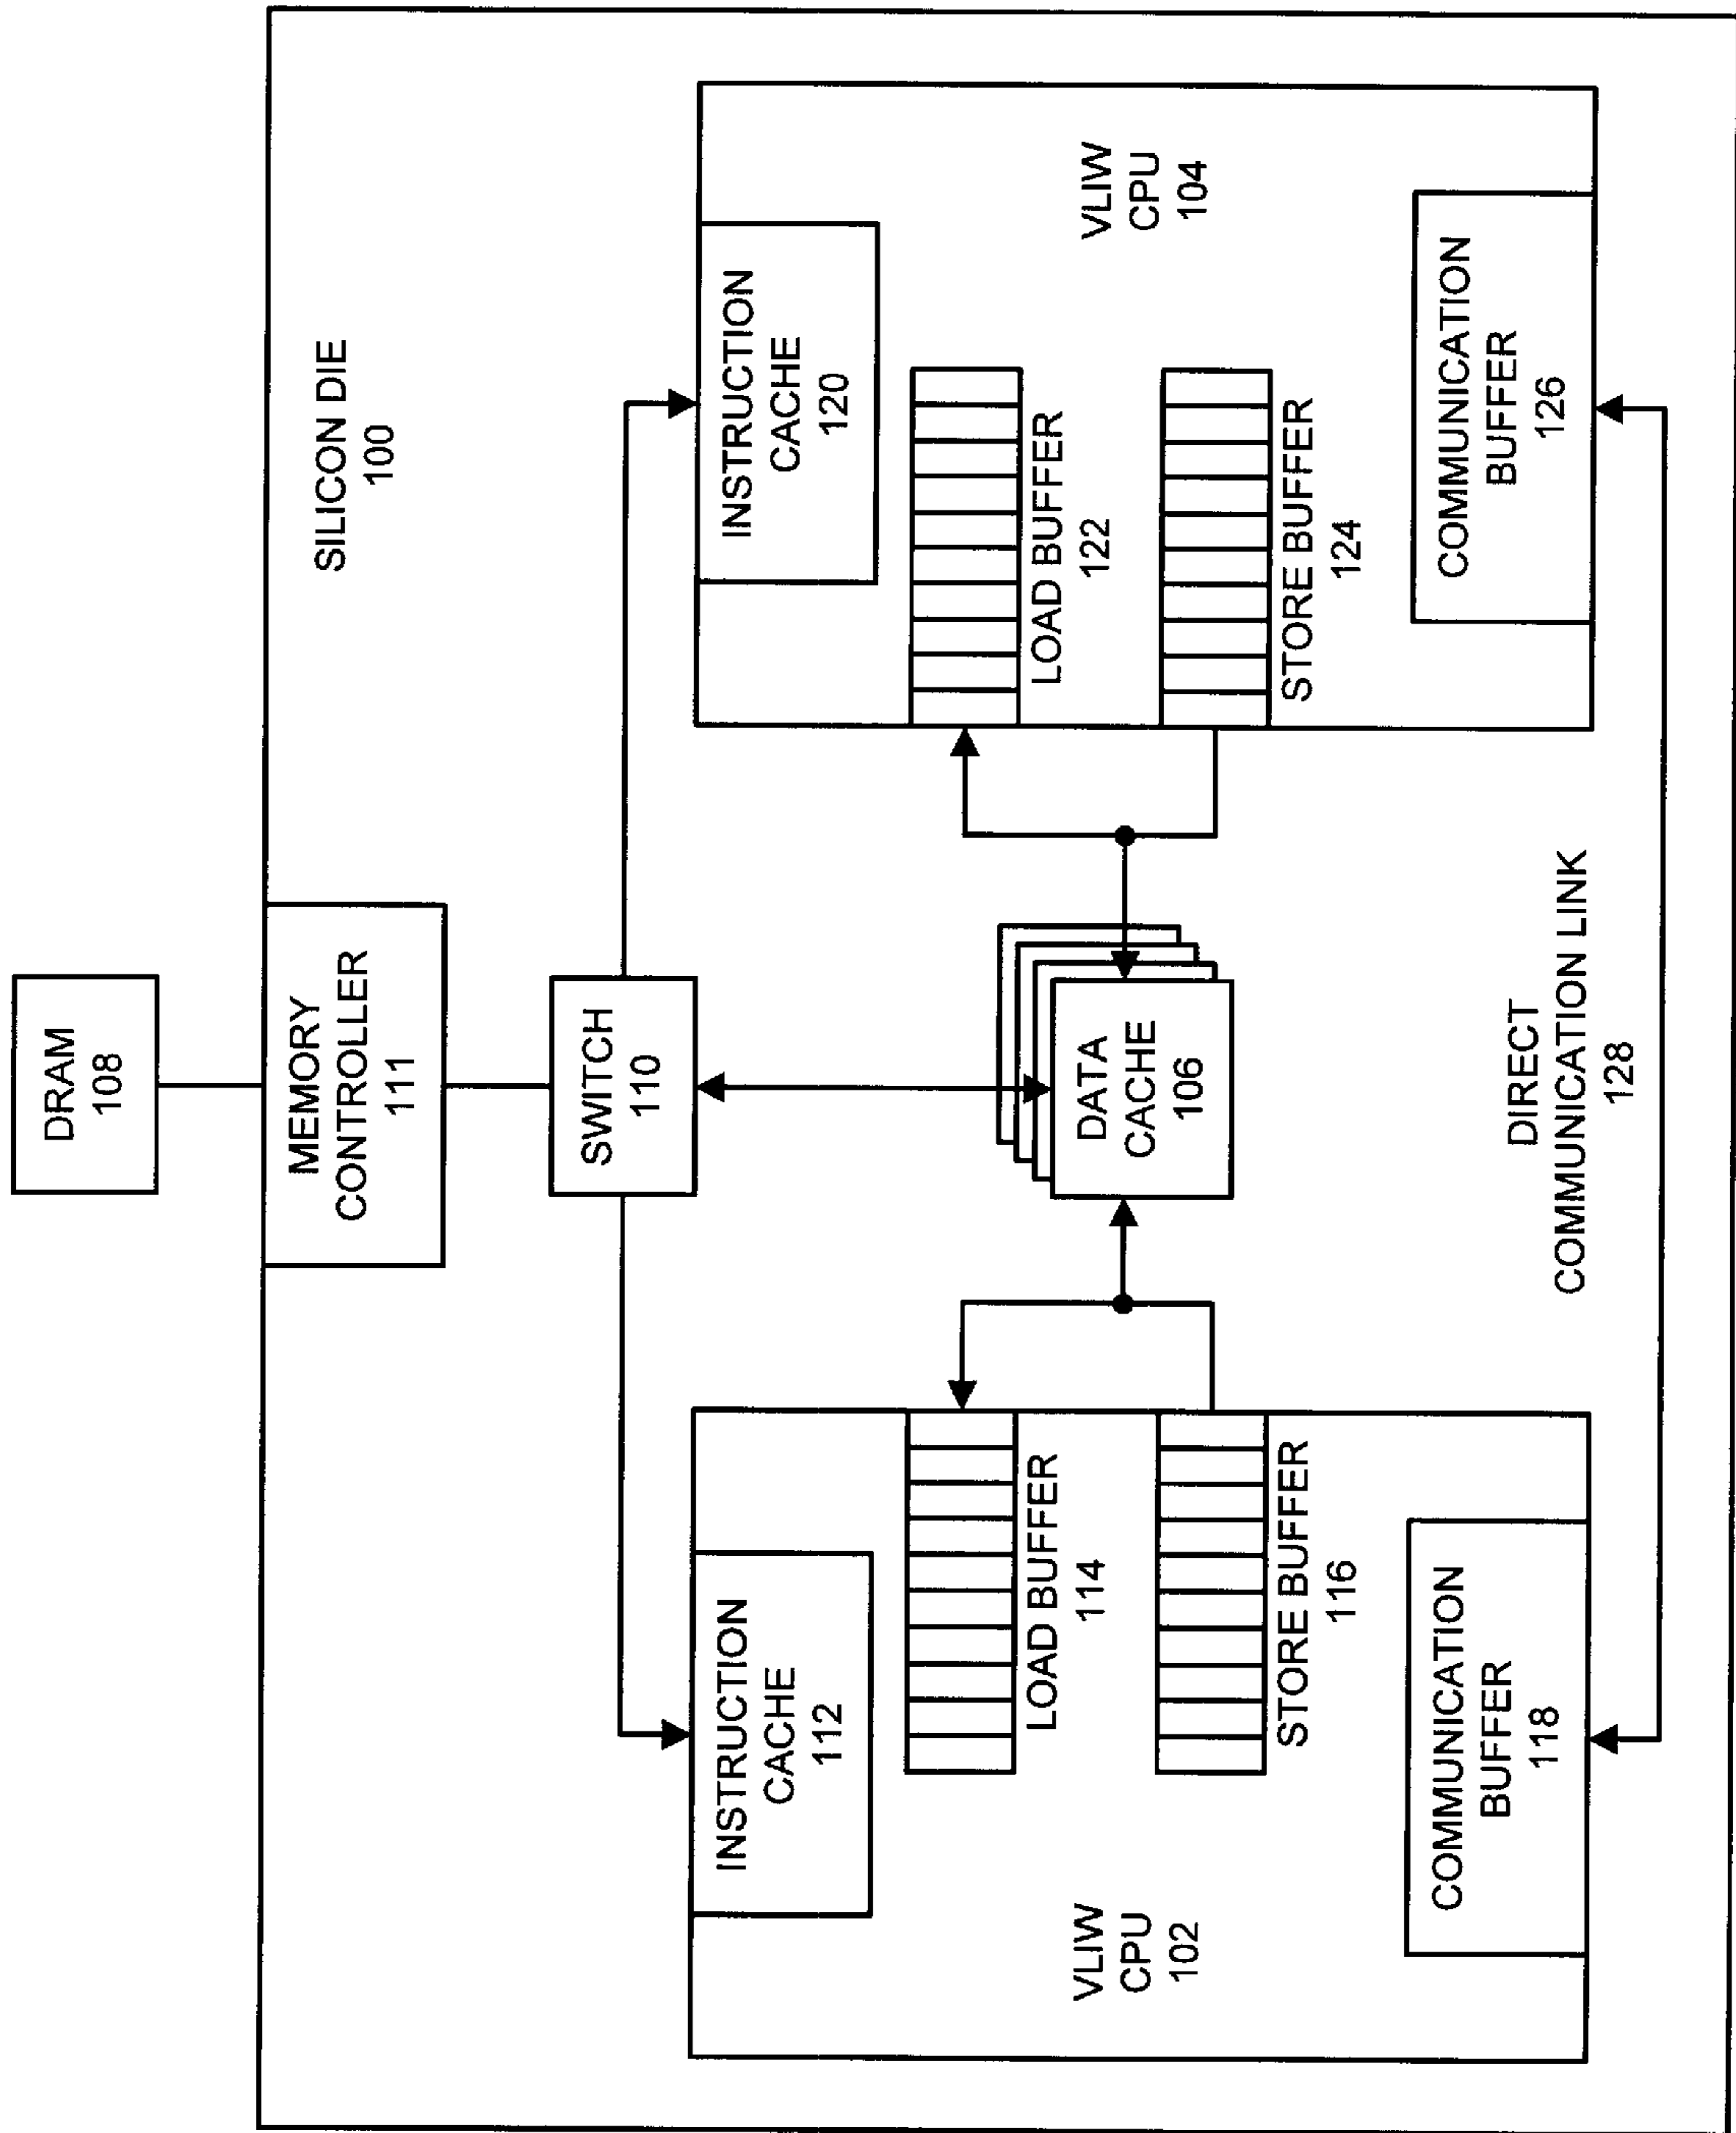 DRAM
108
SILICON DIE
100
MEMORY
CONTROLLER
111
SWITCH
110
INSTRUCTION
CACHE
112
INSTRUCTION
CACHE
120
LOAD BUFFER
114
LOAD BUFFER
122
VLIW
CPU
102
DATA
CACHE
106
VLIW
CPU
104
STORE BUFFER
116
STORE BUFFER
124
COMMUNICATION
BUFFER
118
DIRECT
COMMUNICATION LINK
128
COMMUNICATION
BUFFER
126